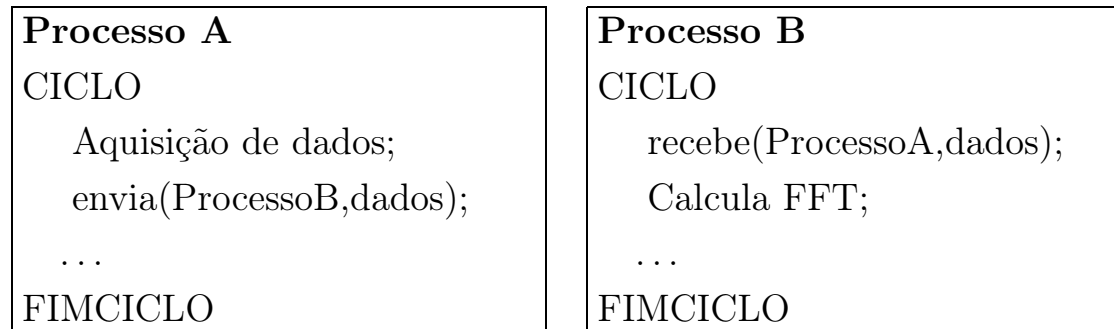 Processo A
CICLO
Aquisição de dados;
envia(ProcessoB,dados);
. . .
FIMCICLO
Processo B
CICLO
recebe(ProcessoA,dados);
Calcula FFT;
. . .
FIMCICLO